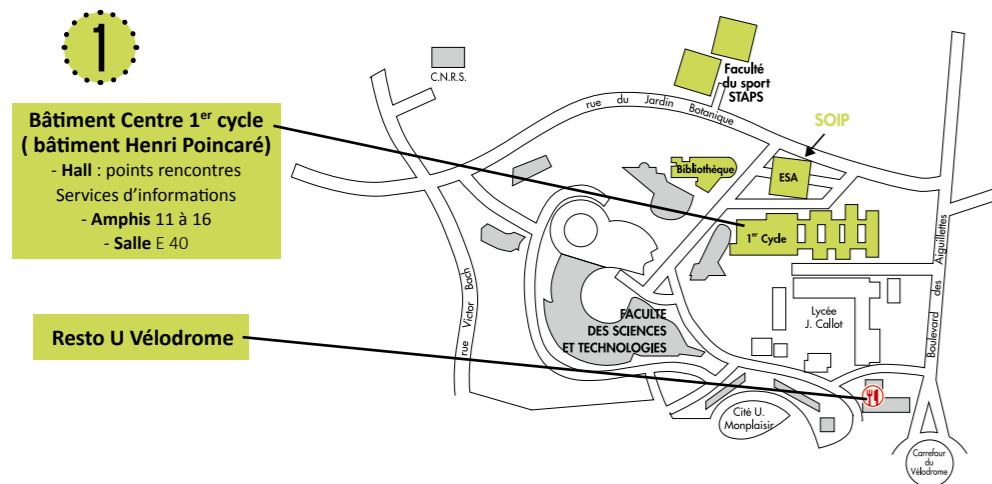 1
Bâtiment Centre 1er cycle
( bâtiment Henri Poincaré)
- Hall : points rencontres
Services d'informations
- Amphis 11 à 16
- Salle E 40
Resto U Vélodrome
C.N.R.S.
Faculté
du sport
STAPS
rue du Jardin Botanique
SOIP
Bibliothèque
ESA
1er Cycle
rue Victor Bach
Boulevard des Aiguillettes
FACULTE
DES SCIENCES
ET TECHNOLOGIES
Lycée
J. Callot
Cité U.
Monplaisir
Carrefour
du
Vélodrome